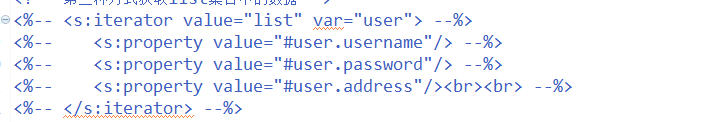 <%-- <s:iterator value="list" var="user"> --%>
<%-- <s:property value="#user.username"/> --%>
<%-- <s:property value="#user.password"/> --%>
<%-- <s:property value="#user.address"/><br><br> --%>
<%-- </s:iterator> --%>